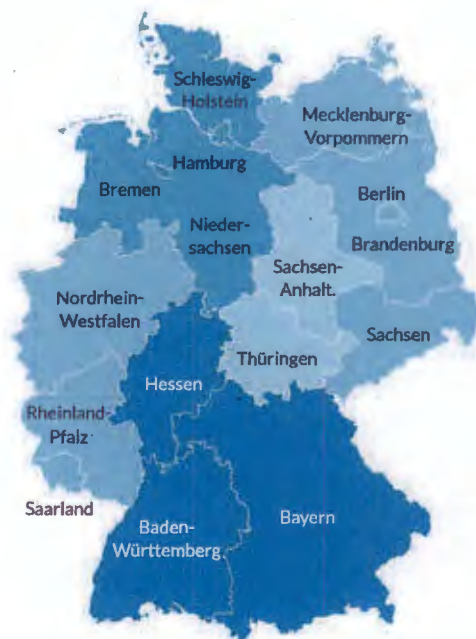 Schleswig-
Holstein
Mecklenburg-
Vorpommern
Hamburg
Bremen
Berlin
Nieder-
sachsen
Brandenburg
Sachsen-
Anhalt.
Nordrhein-
Westfalen
Sachsen
Thüringen
Hessen
Rheinland-
Pfalz
Saarland
Bayern
Baden-
Württemberg